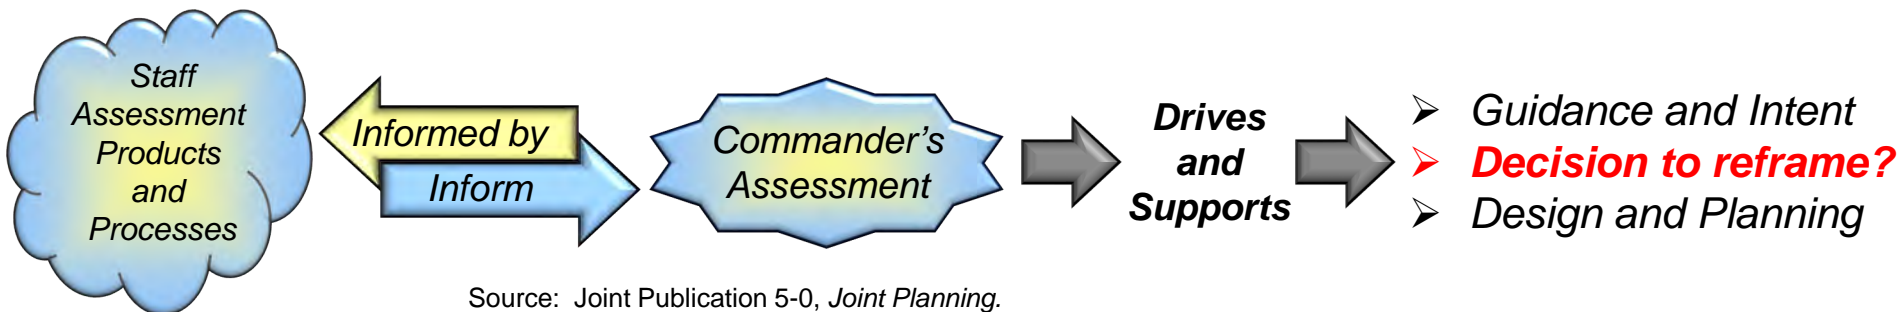 Staff
Assessment
Products
and
Processes
Informed by
Inform
Commander's
Assessment
Drives
and
Supports
➢ Guidance and Intent
➢ Decision to reframe?
➢ Design and Planning
Source: Joint Publication 5-0, Joint Planning.